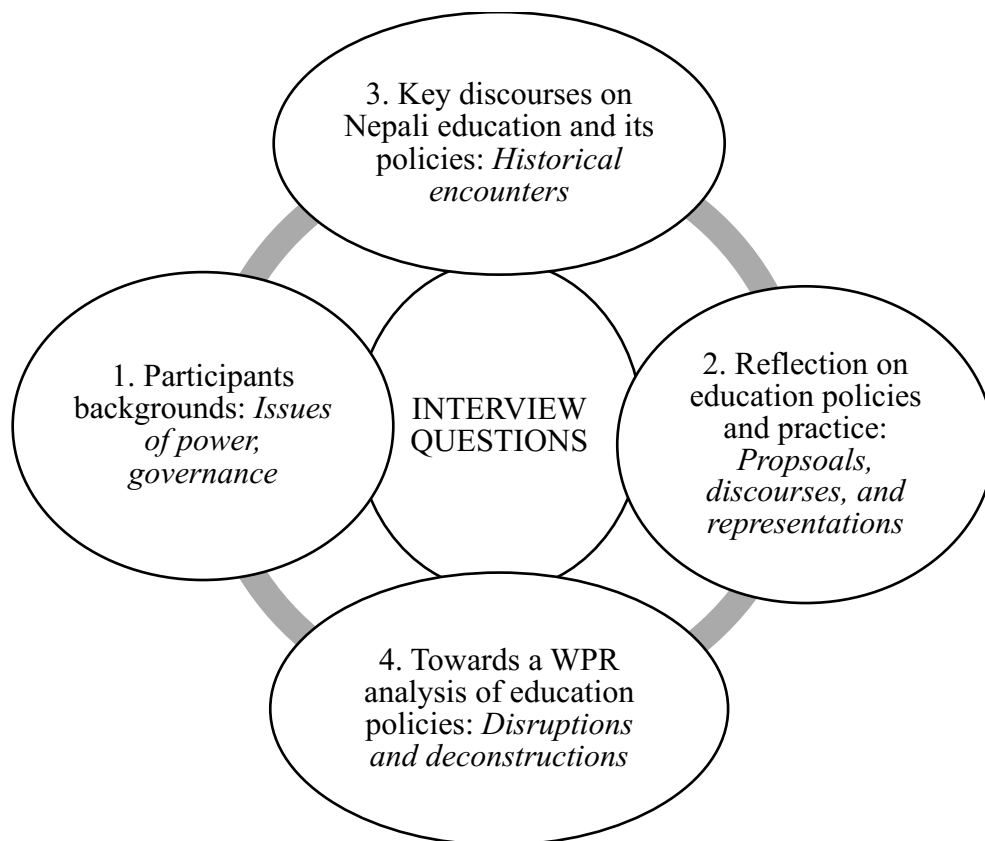 3. Key discourses on
Nepali education and its
policies: Historical
encounters
1. Participants
backgrounds: Issues
of power,
governance
INTERVIEW
QUESTIONS
2. Reflection on
education policies
and practice:
Propsoals,
discourses, and
representations
4. Towards a WPR
analysis of education
policies: Disruptions
and deconstructions